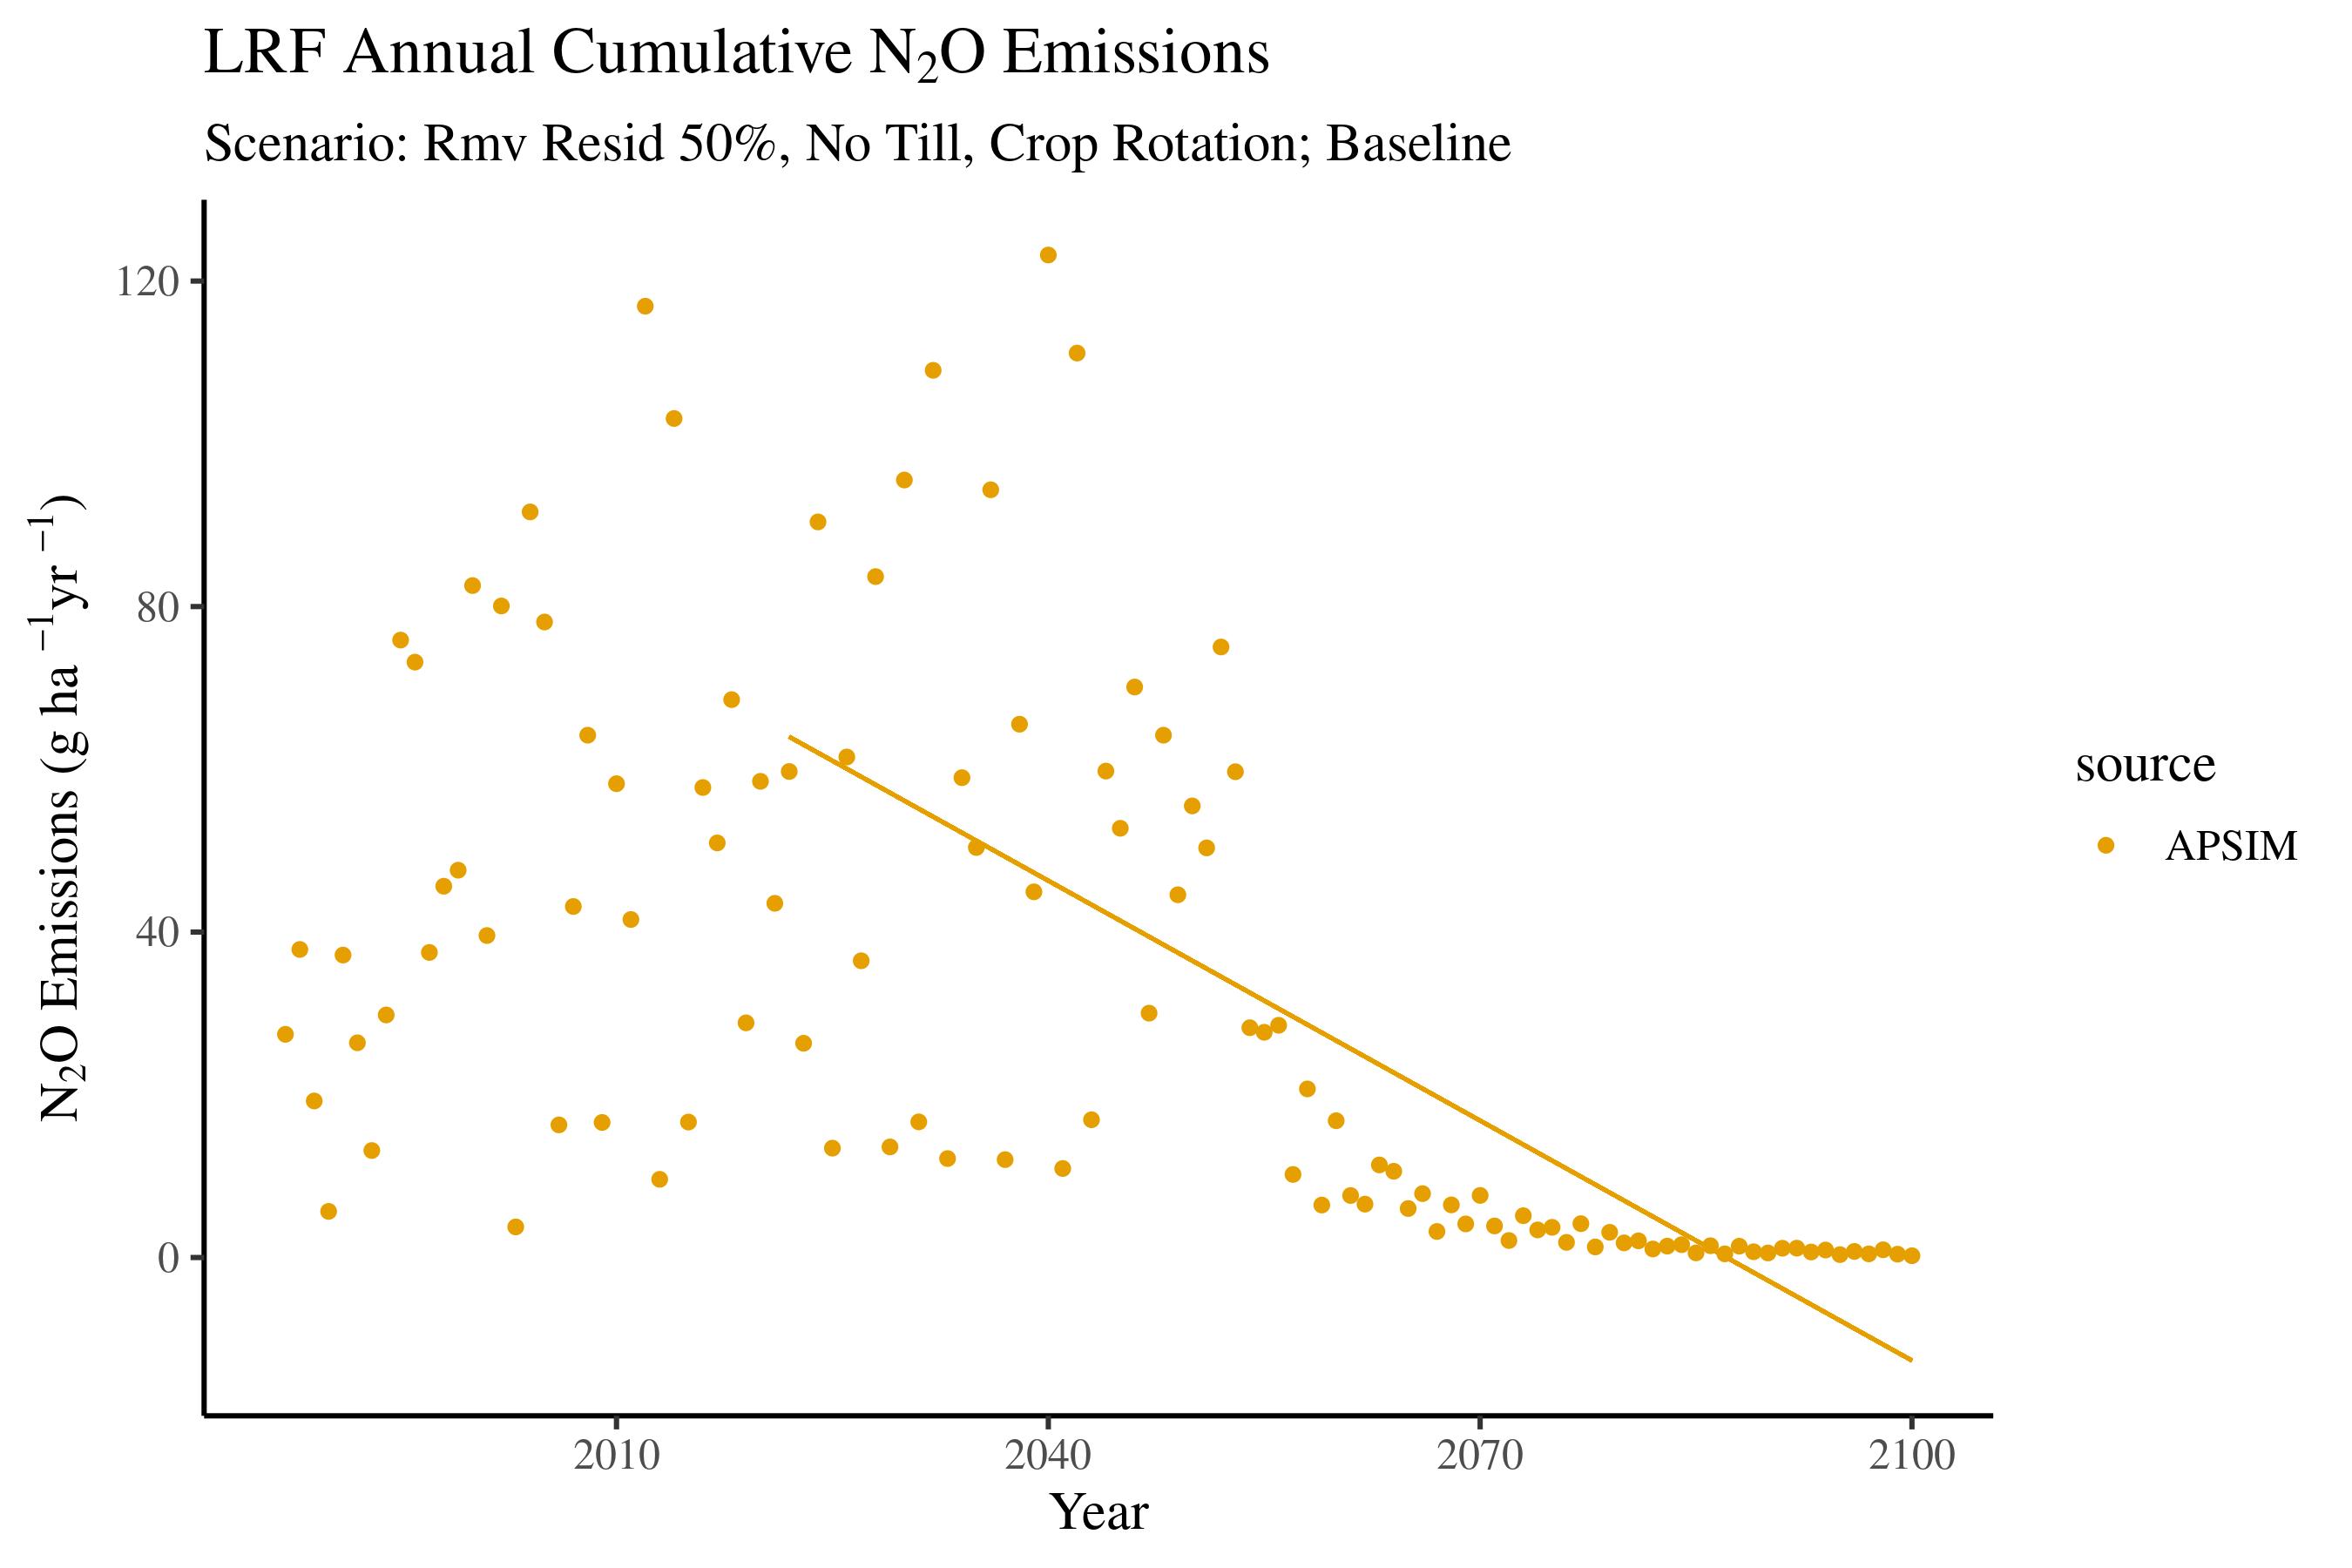 LRF Annual Cumulative N₂O Emissions
Scenario: Rmv Resid 50%, No Till, Crop Rotation; Baseline
N₂O Emissions (g ha⁻¹yr⁻¹)
120
80
40
0
2010 2040 2070 2100
Year
source
APSIM